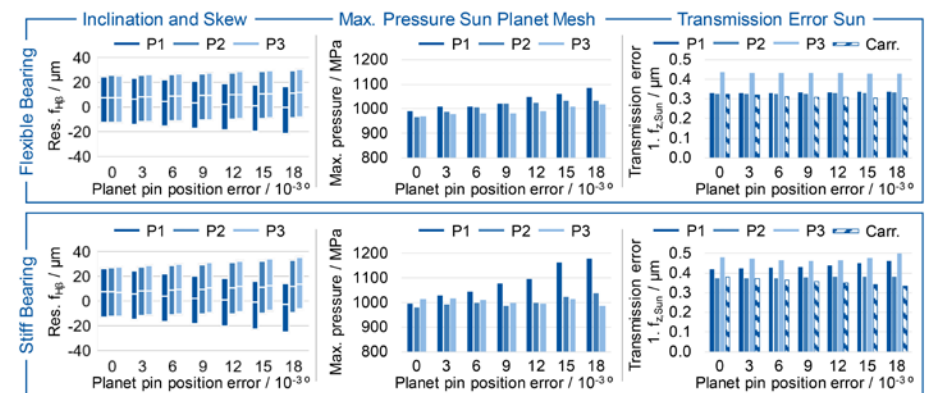 Inclination and Skew
Max. Pressure Sun Planet Mesh
Transmission Error Sun
Flexible Bearing
P1 P2 P3
Res. fHβ / µm
40
20
0
-20
-40
0 3 6 9 12 15 18
Planet pin position error / 10⁻³ º
P1 P2 P3
Max. pressure / MPa
1200
1100
1000
900
800
0 3 6 9 12 15 18
Planet pin position error / 10⁻³ º
P1 P2 P3 Carr.
Transmission error
1. fz,Sun / µm
0.5
0.4
0.3
0.2
0.1
0.0
0 3 6 9 12 15 18
Planet pin position error / 10⁻³ º
Stiff Bearing
P1 P2 P3
Res. fHβ / µm
40
20
0
-20
-40
0 3 6 9 12 15 18
Planet pin position error / 10⁻³ º
P1 P2 P3
Max. pressure / MPa
1200
1100
1000
900
800
0 3 6 9 12 15 18
Planet pin position error / 10⁻³ º
P1 P2 P3 Carr.
Transmission error
1. fz,Sun / µm
0.5
0.4
0.3
0.2
0.1
0.0
0 3 6 9 12 15 18
Planet pin position error / 10⁻³ º